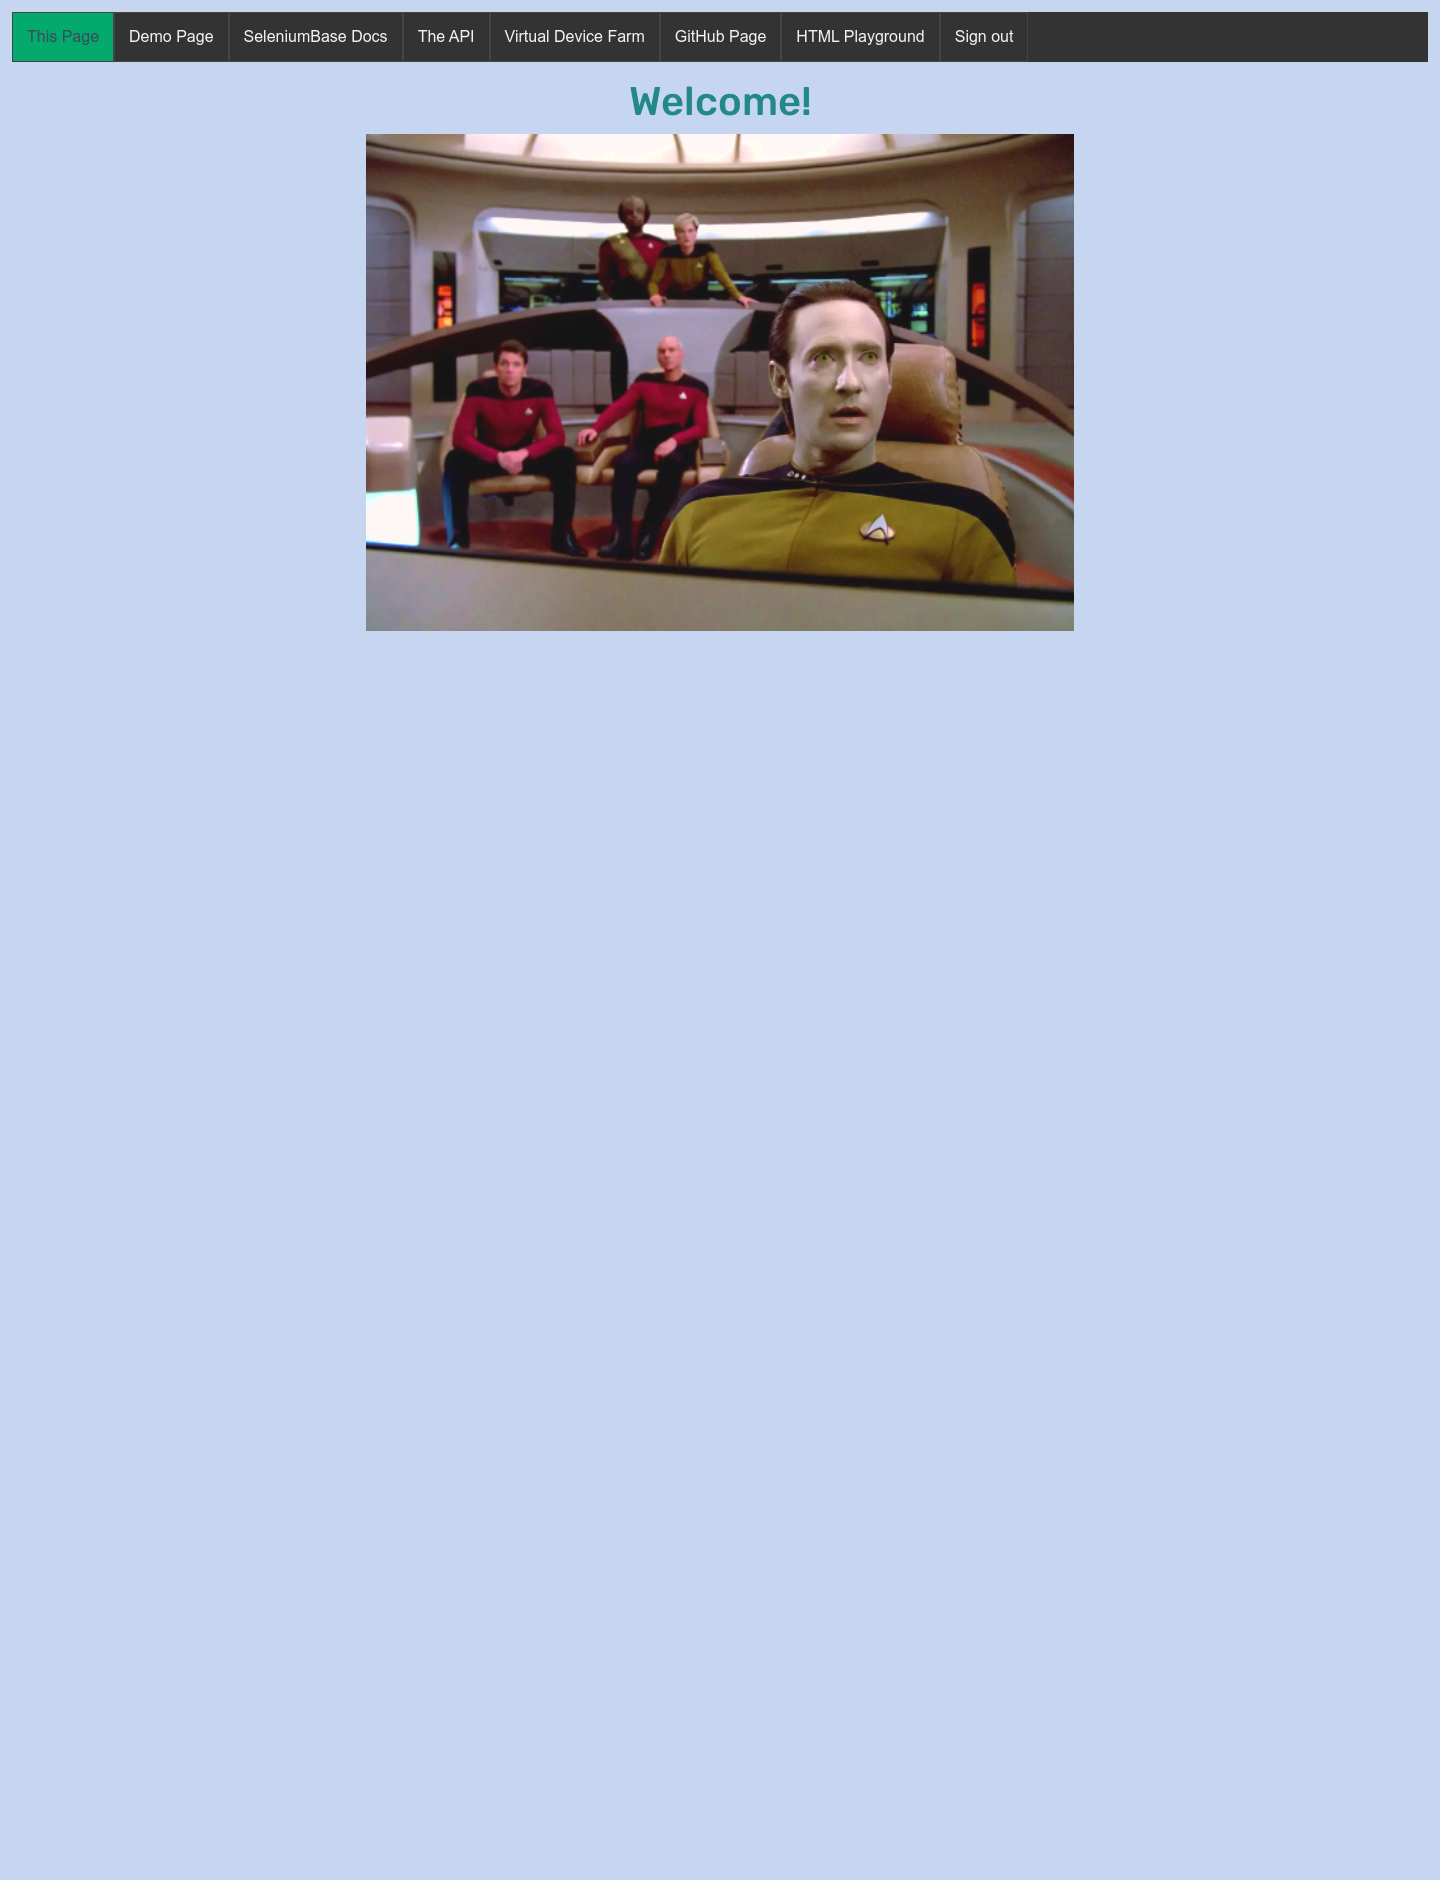 This Page
Demo Page
SeleniumBase Docs
The API
Virtual Device Farm
GitHub Page
HTML Playground
Sign out
Welcome!